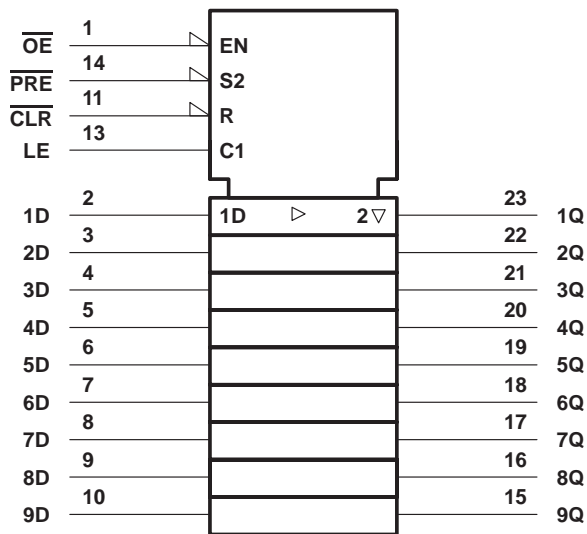 1
OE EN
14
PRE S2
11
CLR R
13
LE C1
2 23
1D 1D 2 1Q
3 22
2D 2Q
4 21
3D 3Q
5 20
4D 4Q
6 19
5D 5Q
7 18
6D 6Q
8 17
7D 7Q
9 16
8D 8Q
10 15
9D 9Q